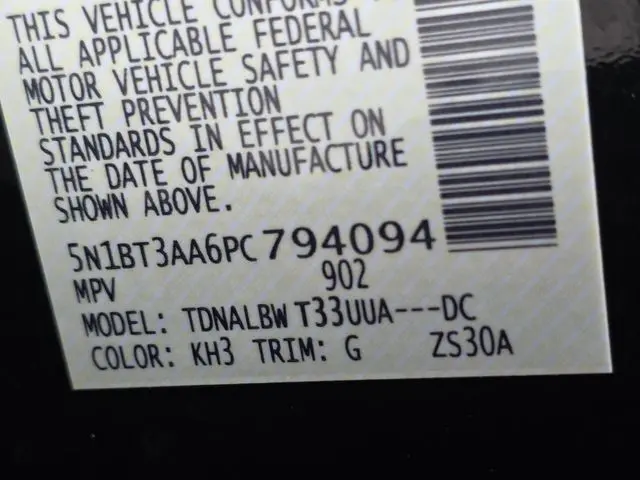 THIS VEHICLE CONFORMS
ALL APPLICABLE FEDERAL
MOTOR VEHICLE SAFETY AND
THEFT PREVENTION
STANDARDS IN EFFECT ON
THE DATE OF MANUFACTURE
SHOWN ABOVE.
5N1BT3AA6PC794094
MPV 902
MODEL: TDNALBW T33UUA---DC
COLOR: KH3 TRIM: G ZS30A